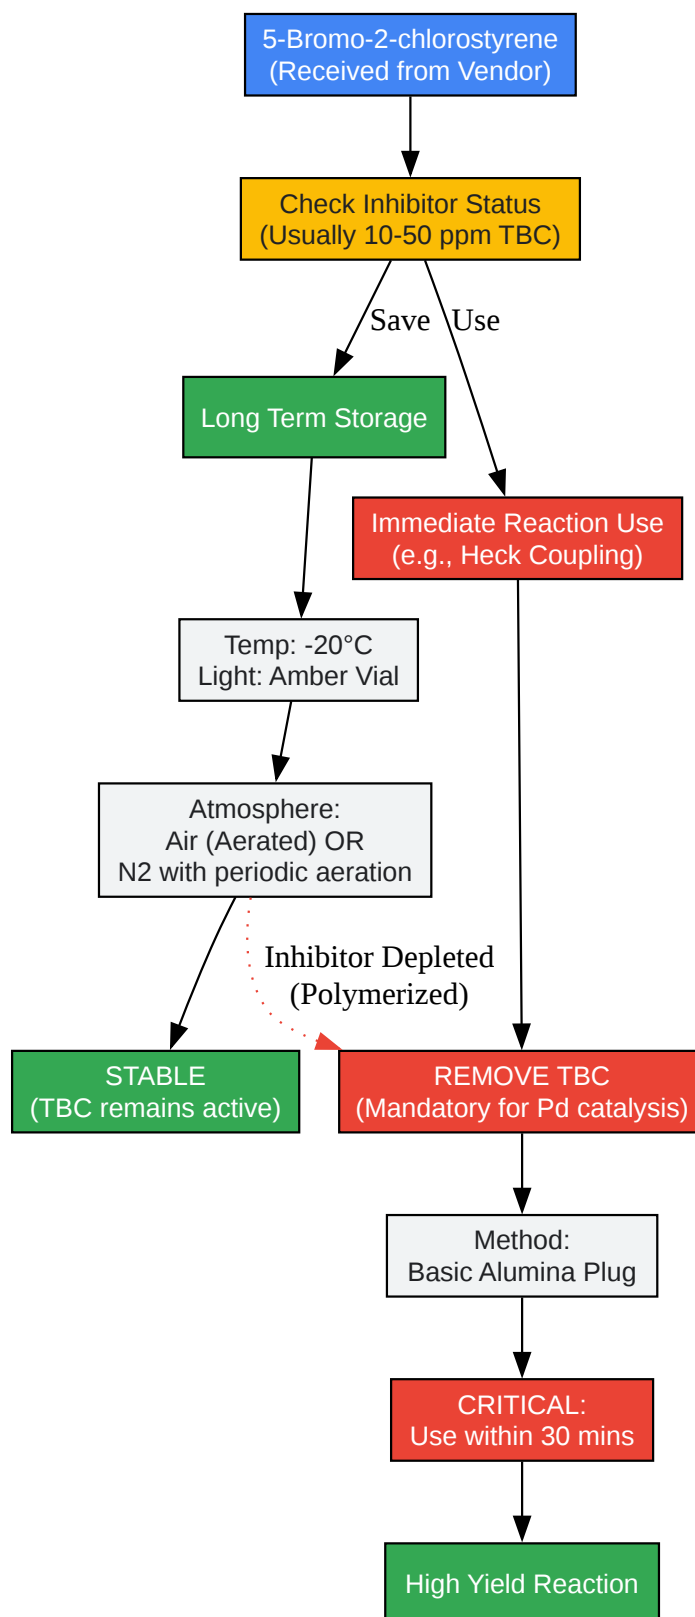 5-Bromo-2-chlorostyrene
(Received from Vendor)
Check Inhibitor Status
(Usually 10-50 ppm TBC)
Save
Use
Long Term Storage
Immediate Reaction Use
(e.g., Heck Coupling)
Temp: -20°C
Light: Amber Vial
Atmosphere:
Air (Aerated) OR
N2 with periodic aeration
Inhibitor Depleted
(Polymerized)
STABLE
(TBC remains active)
REMOVE TBC
(Mandatory for Pd catalysis)
Method:
Basic Alumina Plug
CRITICAL:
Use within 30 mins
High Yield Reaction